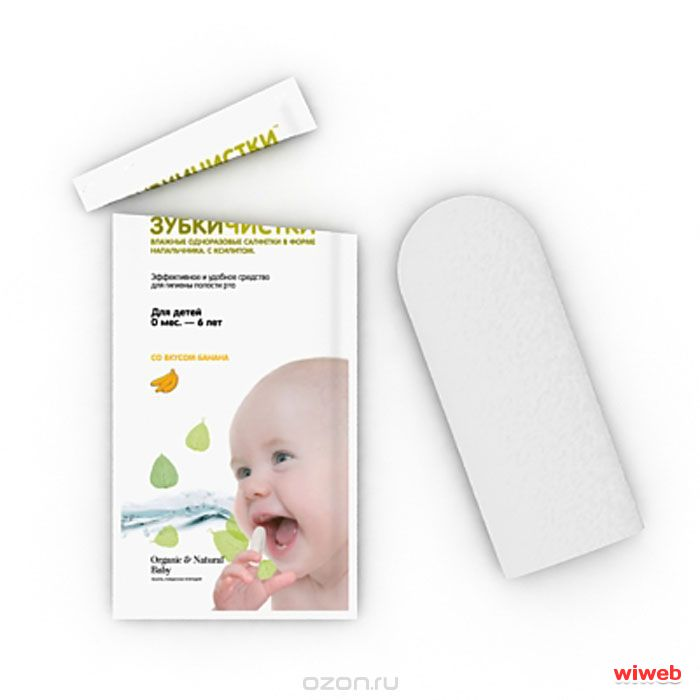 ЗУБКИЧИСТКИ
ЗУБКИЧИСТКИ
ВЛАЖНЫЕ ОДНОРАЗОВЫЕ САЛФЕТКИ В ФОРМЕ
НАПАЛЬЧНИКА. С КСИЛИТОМ.
Эффективное и удобное средство
для гигиены полости рта
Для детей
0 мес. — 6 лет
СО ВКУСОМ БАНАНА
Organic & Natural
Baby
ozon.ru
wiweb